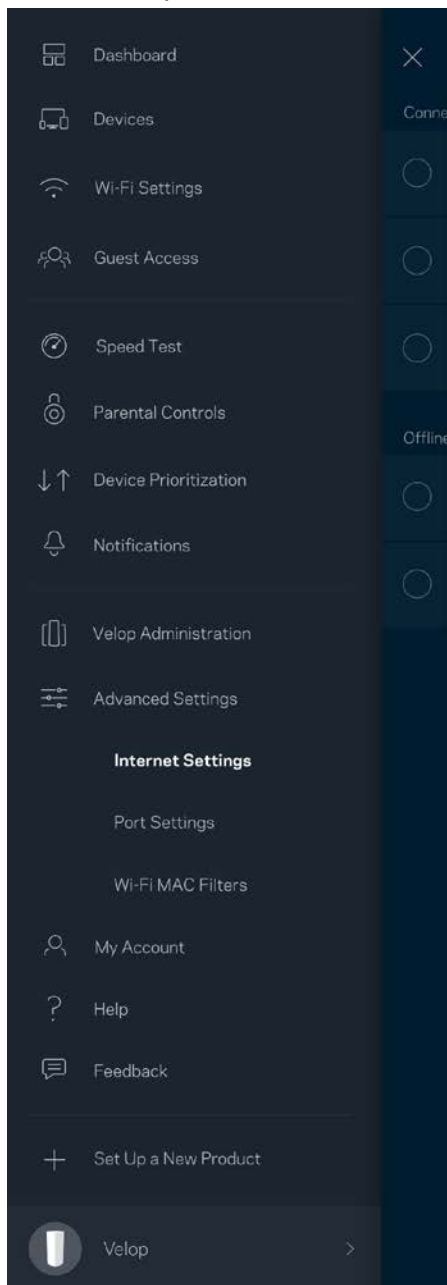 Dashboard
Devices
Wi-Fi Settings
Guest Access
Speed Test
Parental Controls
Device Prioritization
Notifications
Velop Administration
Advanced Settings
Internet Settings
Port Settings
Wi-Fi MAC Filters
My Account
Help
Feedback
Set Up a New Product
Velop
Conne
Offline